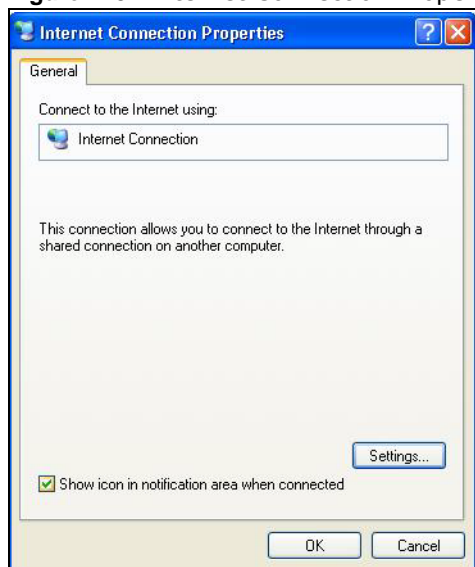 Internet Connection Properties
General
Connect to the Internet using:
Internet Connection
This connection allows you to connect to the Internet through a
shared connection on another computer.
Settings...
Show icon in notification area when connected
OK
Cancel